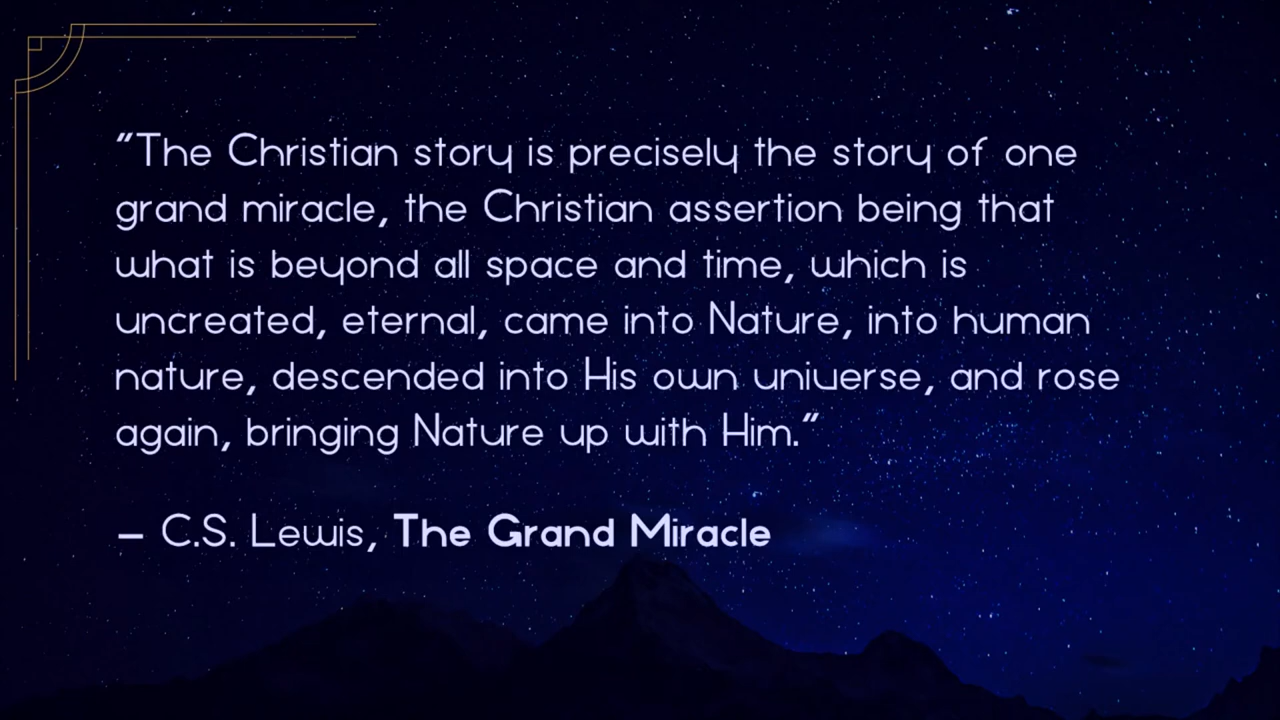 “The Christian story is precisely the story of one
grand miracle, the Christian assertion being that
what is beyond all space and time, which is
uncreated, eternal, came into Nature, into human
nature, descended into His own universe, and rose
again, bringing Nature up with Him.”
– C.S. Lewis, The Grand Miracle